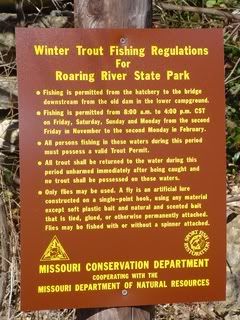 Winter Trout Fishing Regulations
For
Roaring River State Park
• Fishing is permitted from the hatchery to the bridge
downstream from the old dam in the lower campground.
• Fishing is permitted from 8:00 a.m. to 4:00 p.m. CST
on Friday, Saturday, Sunday and Monday from the second
Friday in November to the second Monday in February.
• All persons fishing in these waters during this period
must possess a valid Trout Permit.
• All trout shall be returned to the water during this
period unharmed immediately after being caught and
no trout shall be possessed on these waters.
• Only flies may be used. A fly is an artificial lure
constructed on a single-point hook, using any material
except soft plastic bait and natural and scented bait
that is tied, glued, or otherwise permanently attached.
Flies may be fished with or without a spinner attached.
MISSOURI CONSERVATION DEPARTMENT
COOPERATING WITH THE
MISSOURI DEPARTMENT OF NATURAL RESOURCES